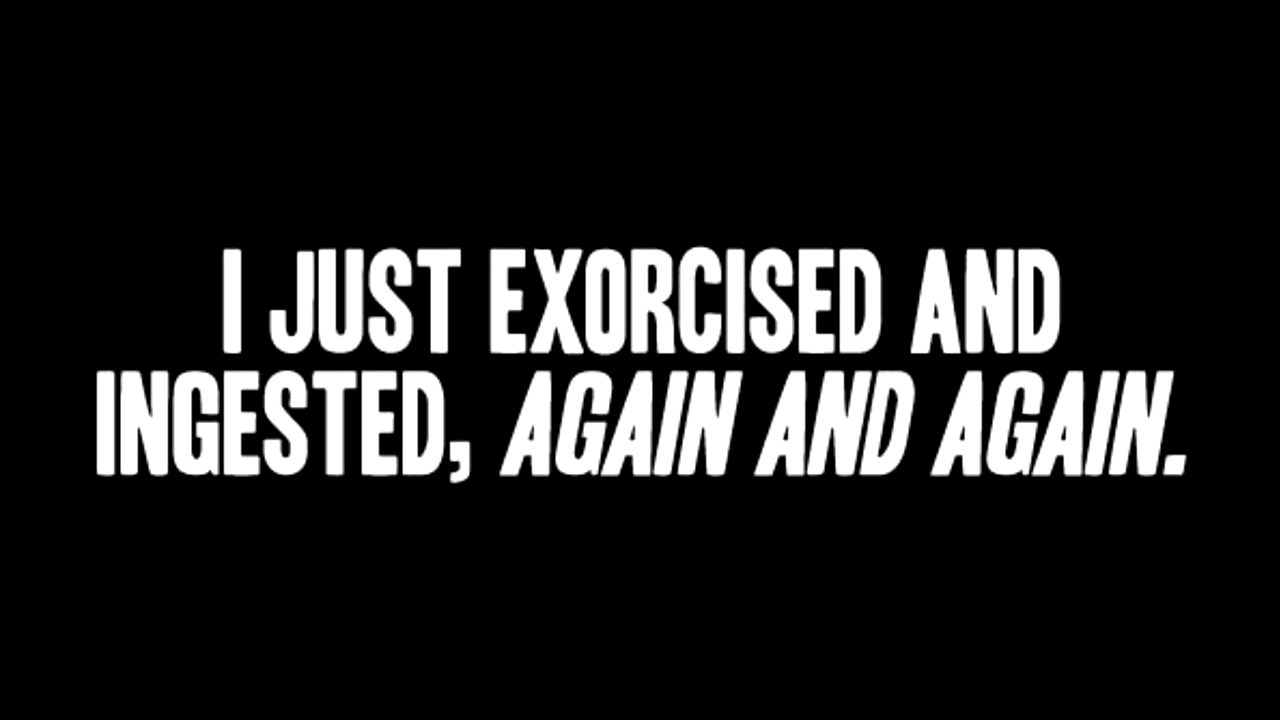 I JUST EXORCISED AND
INGESTED, AGAIN AND AGAIN.